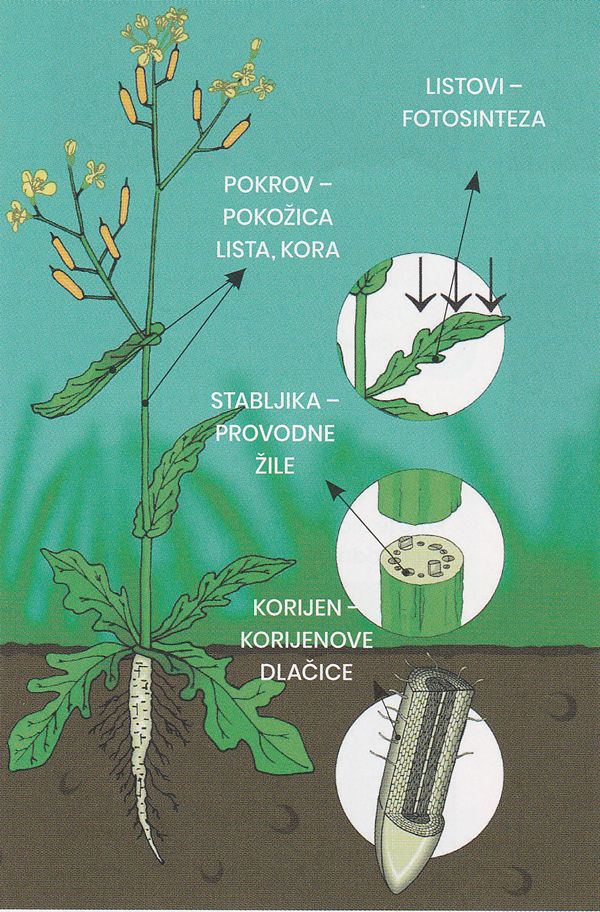 LISTOVI –
FOTOSINTEZA
POKROV –
POKOŽICA
LISTA, KORA
STABLJIKA –
PROVODNE
ŽILE
KORIJEN –
KORIJENOVE
DLAČICE